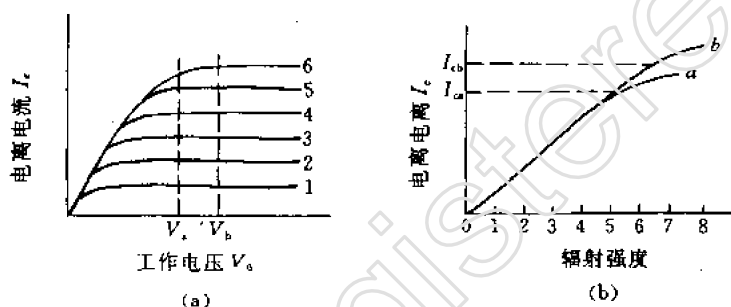 电离电流 I_c
6
5
4
3
2
1
V_a V_b
工作电压 V_0
(a)
电离电离 I_c
I_cb
I_ca
b
a
0 1 2 3 4 5 6 7 8
辐射强度
(b)
gistere